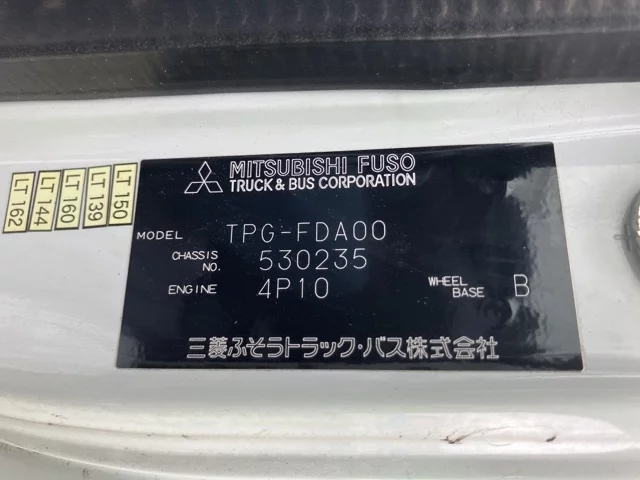 MITSUBISHI FUSO
TRUCK & BUS CORPORATION
MODEL TPG-FDA00
CHASSIS NO. 530235
ENGINE 4P10 WHEEL BASE B
三菱ふそうトラック・バス株式会社
LT 150
LT 139
LT 160
LT 144
LT 162